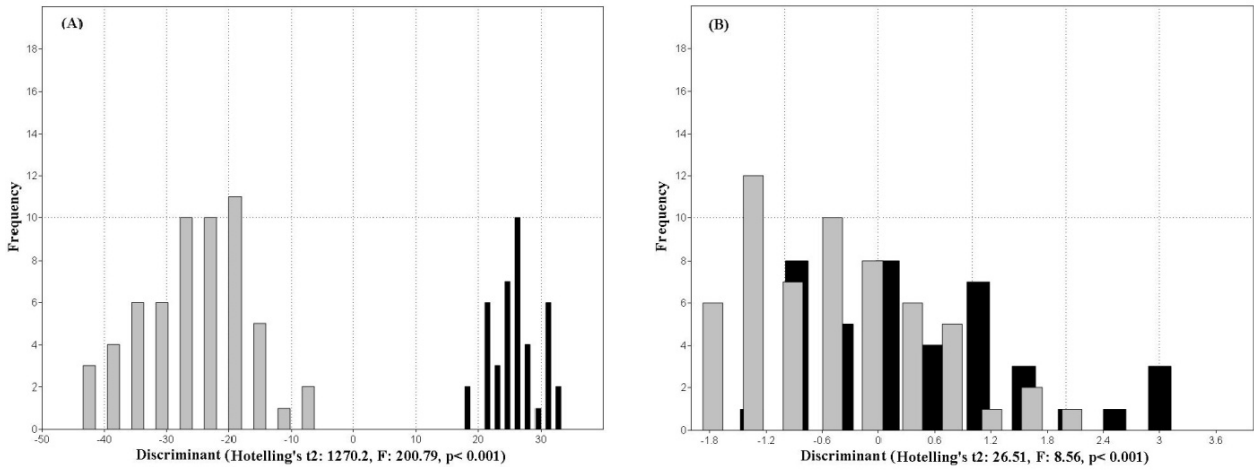 (A)
Frequency
18
16
14
12
10
8
6
4
2
0
-50 -40 -30 -20 -10 0 10 20 30
Discriminant (Hotelling's t2: 1270.2, F: 200.79, p< 0.001)
(B)
Frequency
18
16
14
12
10
8
6
4
2
0
-1.8 -1.2 -0.6 0 0.6 1.2 1.8 2.4 3 3.6
Discriminant (Hotelling's t2: 26.51, F: 8.56, p< 0.001)